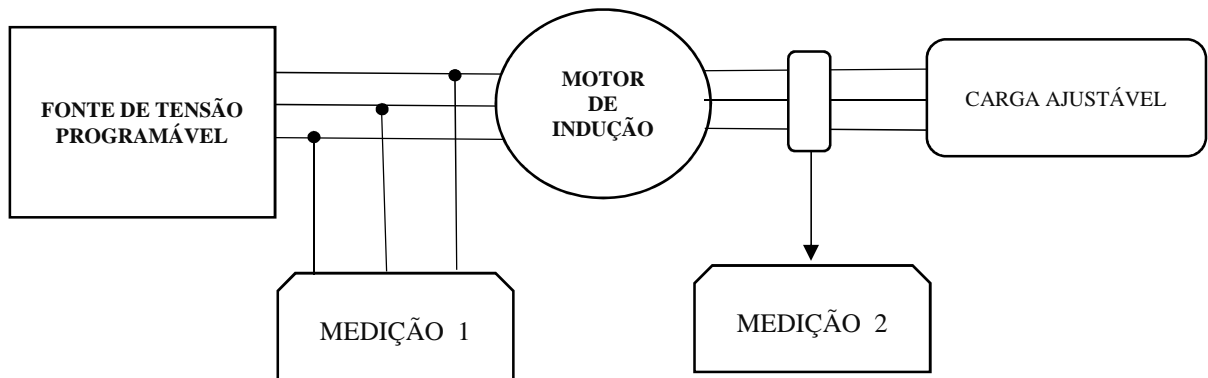 FONTE DE TENSÃO
PROGRAMÁVEL
MOTOR
DE
INDUÇÃO
CARGA AJUSTÁVEL
MEDIÇÃO 1
MEDIÇÃO 2